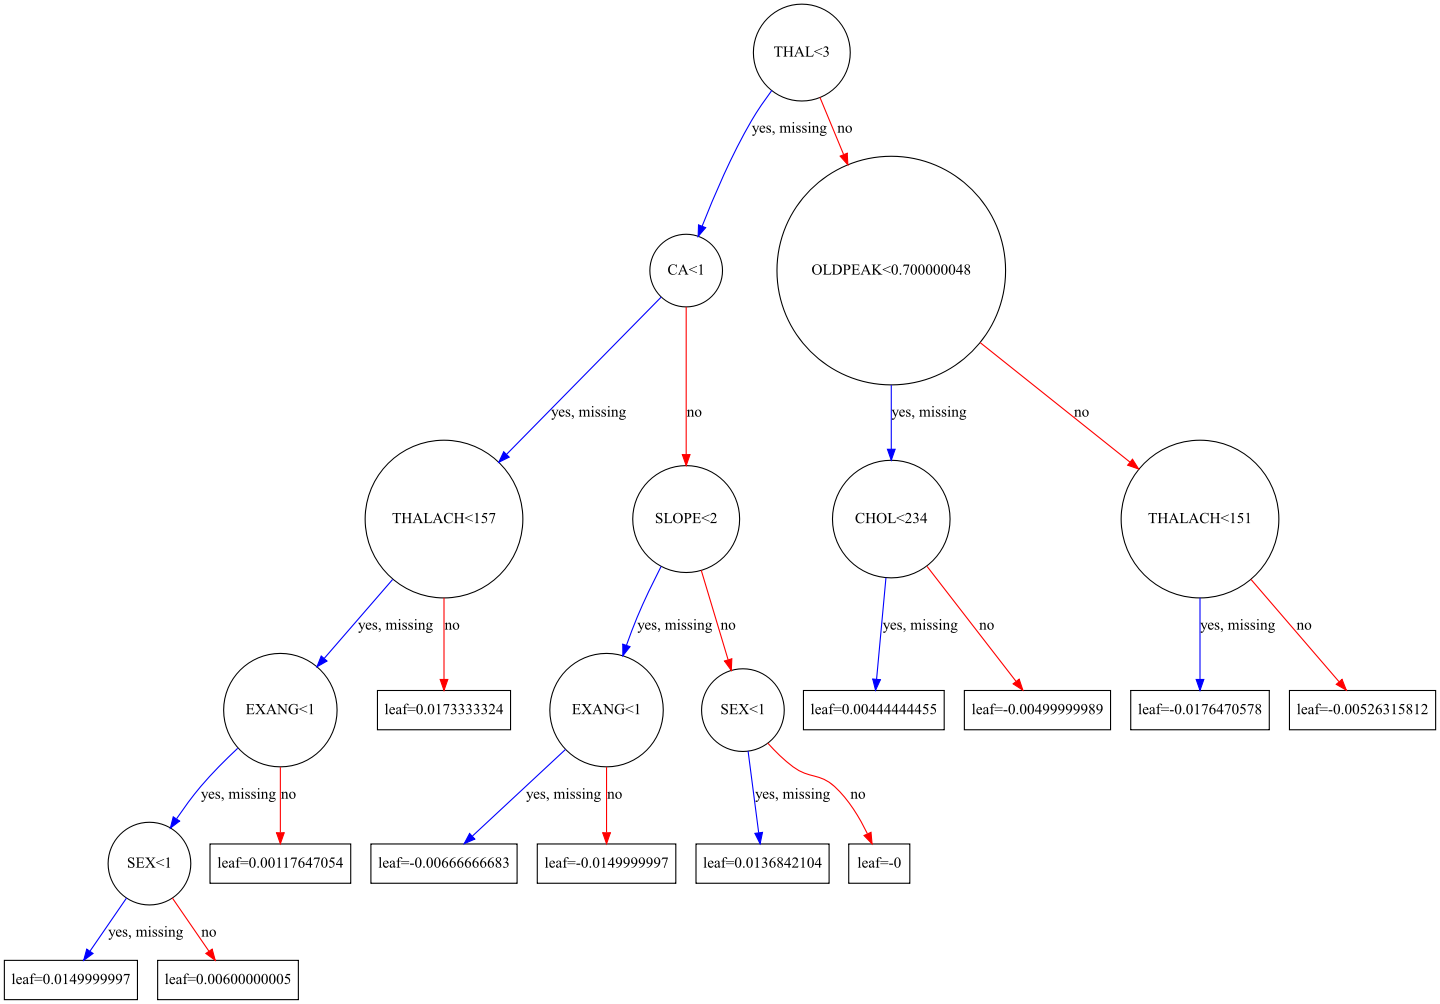 THAL<3
yes, missing
no
CA<1
OLDPEAK<0.700000048
yes, missing
no
yes, missing
no
THALACH<157
SLOPE<2
CHOL<234
THALACH<151
yes, missing
no
yes, missing
no
yes, missing
no
yes, missing
no
EXANG<1
leaf=0.0173333324
EXANG<1
SEX<1
leaf=0.00444444455
leaf=-0.00499999989
leaf=-0.0176470578
leaf=-0.00526315812
yes, missing
no
yes, missing
no
yes, missing
no
SEX<1
leaf=0.00117647054
leaf=-0.00666666683
leaf=-0.0149999997
leaf=0.0136842104
leaf=-0
yes, missing
no
leaf=0.0149999997
leaf=0.00600000005